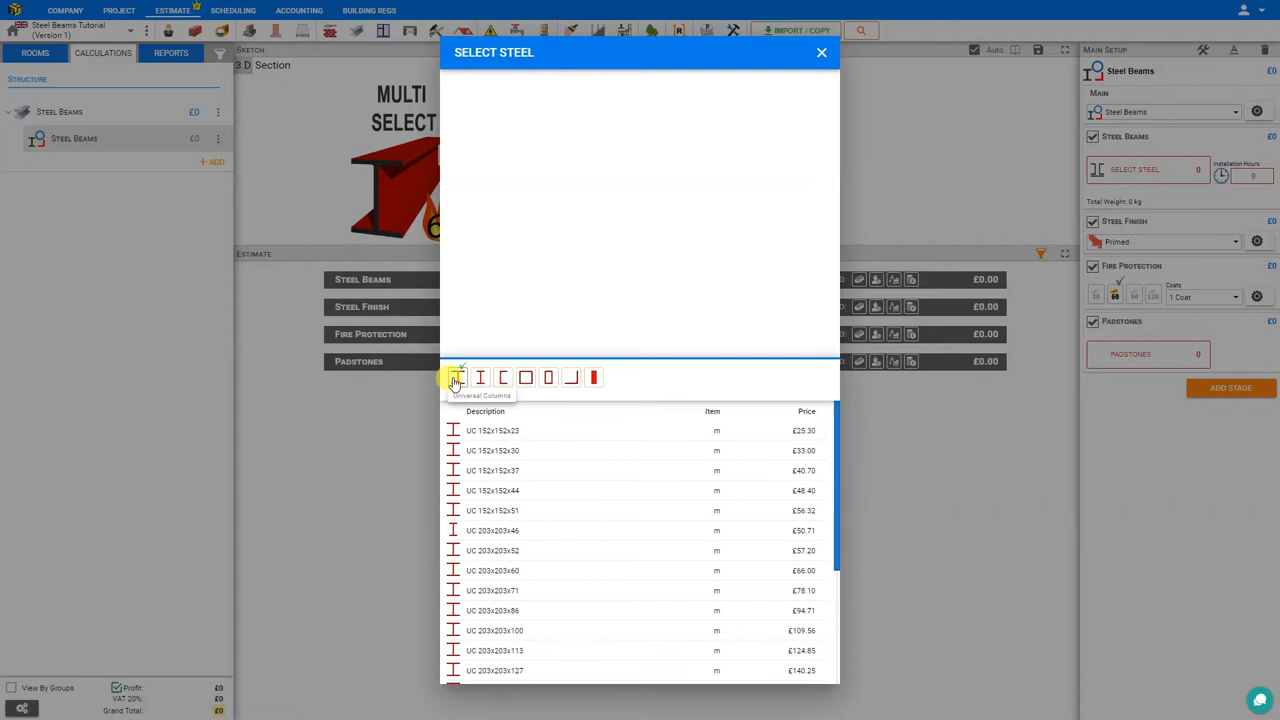 COMPANY PROJECT ESTIMATE SCHEDULING ACCOUNTING BUILDING REGS
Steel Beams Tutorial
(Version 1)
IMPORT / COPY
ROOMS CALCULATIONS REPORTS
STRUCTURE
STEEL BEAMS £0
STEEL BEAMS £0
+ ADD
SKETCH
Auto
3 D Section
MULTI
SELECT
ESTIMATE
STEEL BEAMS £0.00
STEEL FINISH £0.00
FIRE PROTECTION £0.00
PADSTONES £0.00
SELECT STEEL
Universal Columns
Description Item Price
UC 152x152x23 m £25.30
UC 152x152x30 m £33.00
UC 152x152x37 m £40.70
UC 152x152x44 m £48.40
UC 152x152x51 m £56.32
UC 203x203x46 m £50.71
UC 203x203x52 m £57.20
UC 203x203x60 m £66.00
UC 203x203x71 m £78.10
UC 203x203x86 m £94.71
UC 203x203x100 m £109.56
UC 203x203x113 m £124.85
UC 203x203x127 m £140.25
MAIN SETUP
Steel Beams £0
MAIN
Steel Beams
STEEL BEAMS £0
SELECT STEEL 0
Installation Hours
0
Total Weight: 0 kg
STEEL FINISH £0
Primed
FIRE PROTECTION £0
Coats
30 60 90 120 1 Coat
PADSTONES £0
PADSTONES 0
ADD STAGE
View By Groups
Profit: £0
VAT 20%: £0
Grand Total: £0